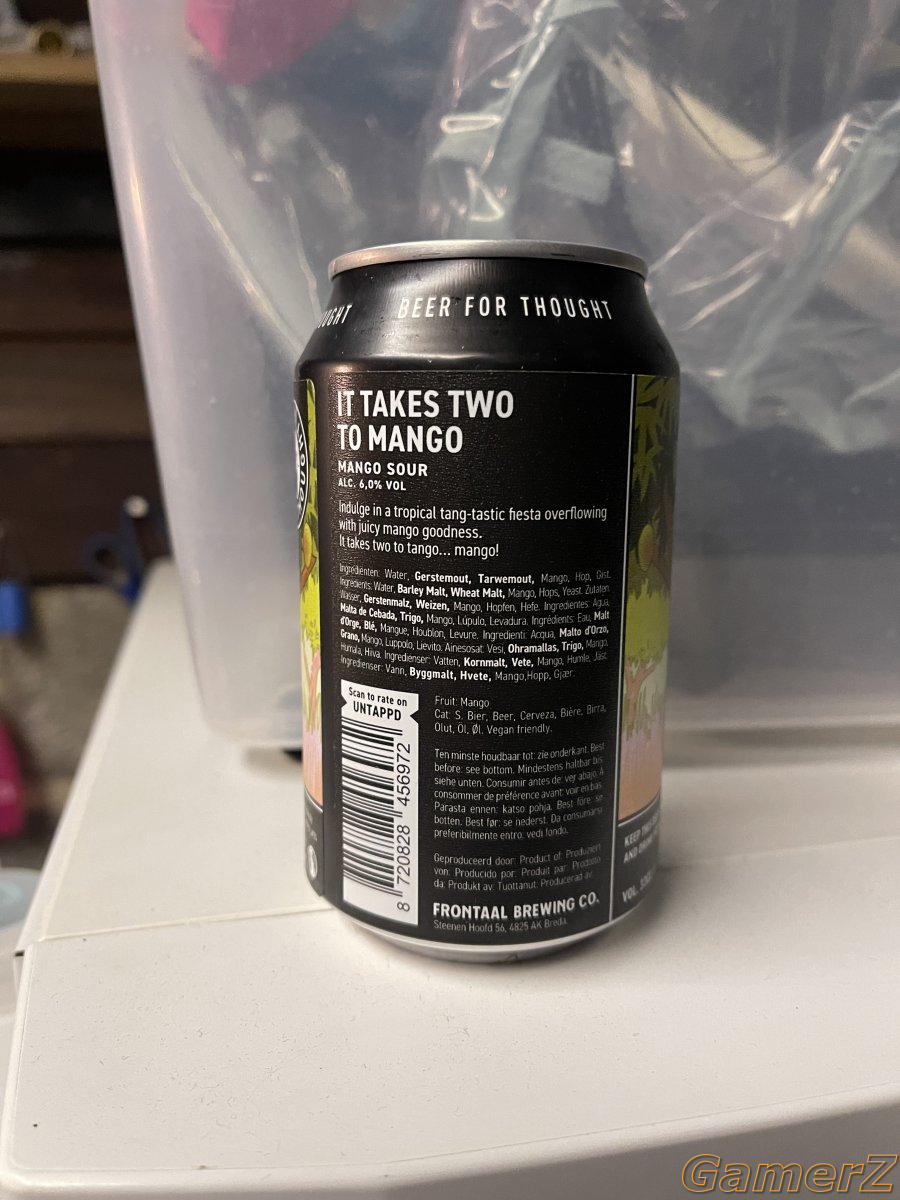 BEER FOR THOUGHT
IT TAKES TWO
TO MANGO
MANGO SOUR
ALC. 6,0% VOL
Indulge in a tropical tang-tastic fiesta overflowing
with juicy mango goodness.
It takes two to tango... mango!
Ingrediënten: Water, Gerstemout, Tarwemout, Mango, Hop, Gist.
Ingredients: Water, Barley Malt, Wheat Malt, Mango, Hops, Yeast. Zutaten:
Wasser, Gerstenmalz, Weizen, Mango, Hopfen, Hefe. Ingredientes: Agua,
Malta de Cebada, Trigo, Mango, Lúpulo, Levadura. Ingrédients: Eau, Malt
d'Orge, Blé, Mangue, Houblon, Levure. Ingredienti: Acqua, Malto d'Orzo,
Grano, Mango, Luppolo, Lievito. Ainesosat: Vesi, Ohramallas, Trigo, Mango,
Humala, Hiva. Ingredienser: Vatten, Kornmalt, Vete, Mango, Humle, Jäst.
Ingredienser: Vann, Byggmalt, Hvete, Mango,Hopp, Gjær.
Scan to rate on
UNTAPPD
8 720828 456972
Fruit: Mango
Cat: S. Bier, Beer, Cerveza, Bière, Birra,
Olut, Öl, Øl. Vegan friendly.
Ten minste houdbaar tot: zie onderkant. Best
before: see bottom. Mindestens haltbar bis
siehe unten. Consumir antes de: ver abajo. A
consommer de préférence avant: voir en bas.
Parasta ennen: katso pohja. Best före: se
botten. Best før: se nederst. Da consumarsi
preferibilmente entro: vedi fondo.
Geproduceerd door: Product of: Produziert
von: Producido por: Produit par: Prodotto
da: Produkt av: Tuottanut: Producerad av:
FRONTAAL BREWING CO.
Steenen Hoofd 56, 4825 AK Breda.
KEEP
AND
VOL.
GamerZ